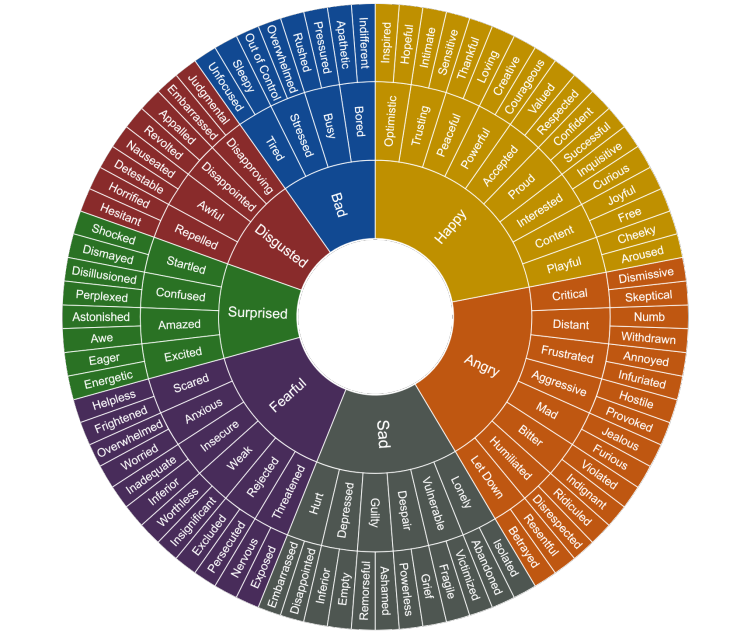 Happy
Optimistic
Inspired
Hopeful
Trusting
Intimate
Sensitive
Peaceful
Thankful
Loving
Powerful
Creative
Courageous
Accepted
Valued
Respected
Proud
Confident
Successful
Interested
Inquisitive
Curious
Content
Joyful
Free
Playful
Cheeky
Aroused
Angry
Critical
Dismissive
Skeptical
Distant
Numb
Withdrawn
Frustrated
Annoyed
Infuriated
Aggressive
Hostile
Provoked
Mad
Jealous
Furious
Bitter
Violated
Indignant
Humiliated
Ridiculed
Disrespected
Let Down
Resentful
Betrayed
Sad
Lonely
Isolated
Abandoned
Vulnerable
Victimized
Fragile
Despair
Grief
Powerless
Guilty
Ashamed
Remorseful
Depressed
Empty
Inferior
Hurt
Disappointed
Embarrassed
Fearful
Threatened
Exposed
Nervous
Rejected
Persecuted
Excluded
Weak
Insignificant
Worthless
Insecure
Inferior
Inadequate
Anxious
Worried
Overwhelmed
Scared
Frightened
Helpless
Surprised
Excited
Energetic
Eager
Amazed
Awe
Astonished
Confused
Perplexed
Disillusioned
Startled
Dismayed
Shocked
Disgusted
Repelled
Hesitant
Horrified
Awful
Detestable
Nauseated
Disappointed
Revolted
Appalled
Disapproving
Embarrassed
Judgmental
Bad
Tired
Unfocused
Sleepy
Stressed
Out of Control
Overwhelmed
Busy
Rushed
Pressured
Bored
Apathetic
Indifferent